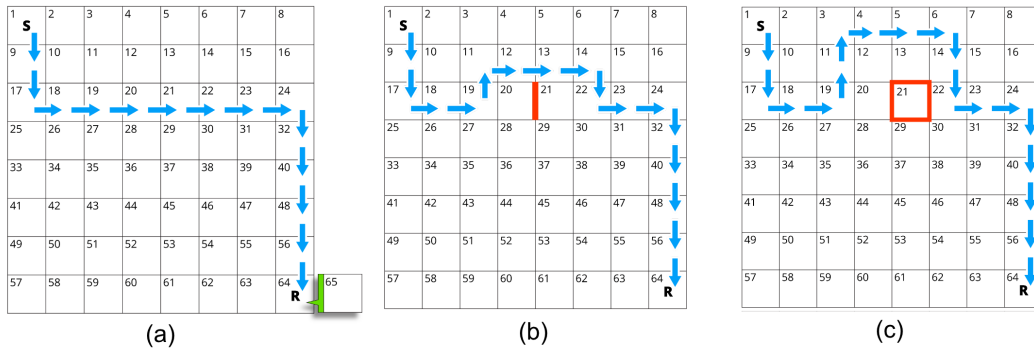 1 2 3 4 5 6 7 8
S
9 10 11 12 13 14 15 16
17 18 19 20 21 22 23 24
25 26 27 28 29 30 31 32
33 34 35 36 37 38 39 40
41 42 43 44 45 46 47 48
49 50 51 52 53 54 55 56
57 58 59 60 61 62 63 64 65
R
(a)
1 2 3 4 5 6 7 8
S
9 10 11 12 13 14 15 16
17 18 19 20 21 22 23 24
25 26 27 28 29 30 31 32
33 34 35 36 37 38 39 40
41 42 43 44 45 46 47 48
49 50 51 52 53 54 55 56
57 58 59 60 61 62 63 64
R
(b)
1 2 3 4 5 6 7 8
S
9 10 11 12 13 14 15 16
17 18 19 20 21 22 23 24
25 26 27 28 29 30 31 32
33 34 35 36 37 38 39 40
41 42 43 44 45 46 47 48
49 50 51 52 53 54 55 56
57 58 59 60 61 62 63 64
R
(c)